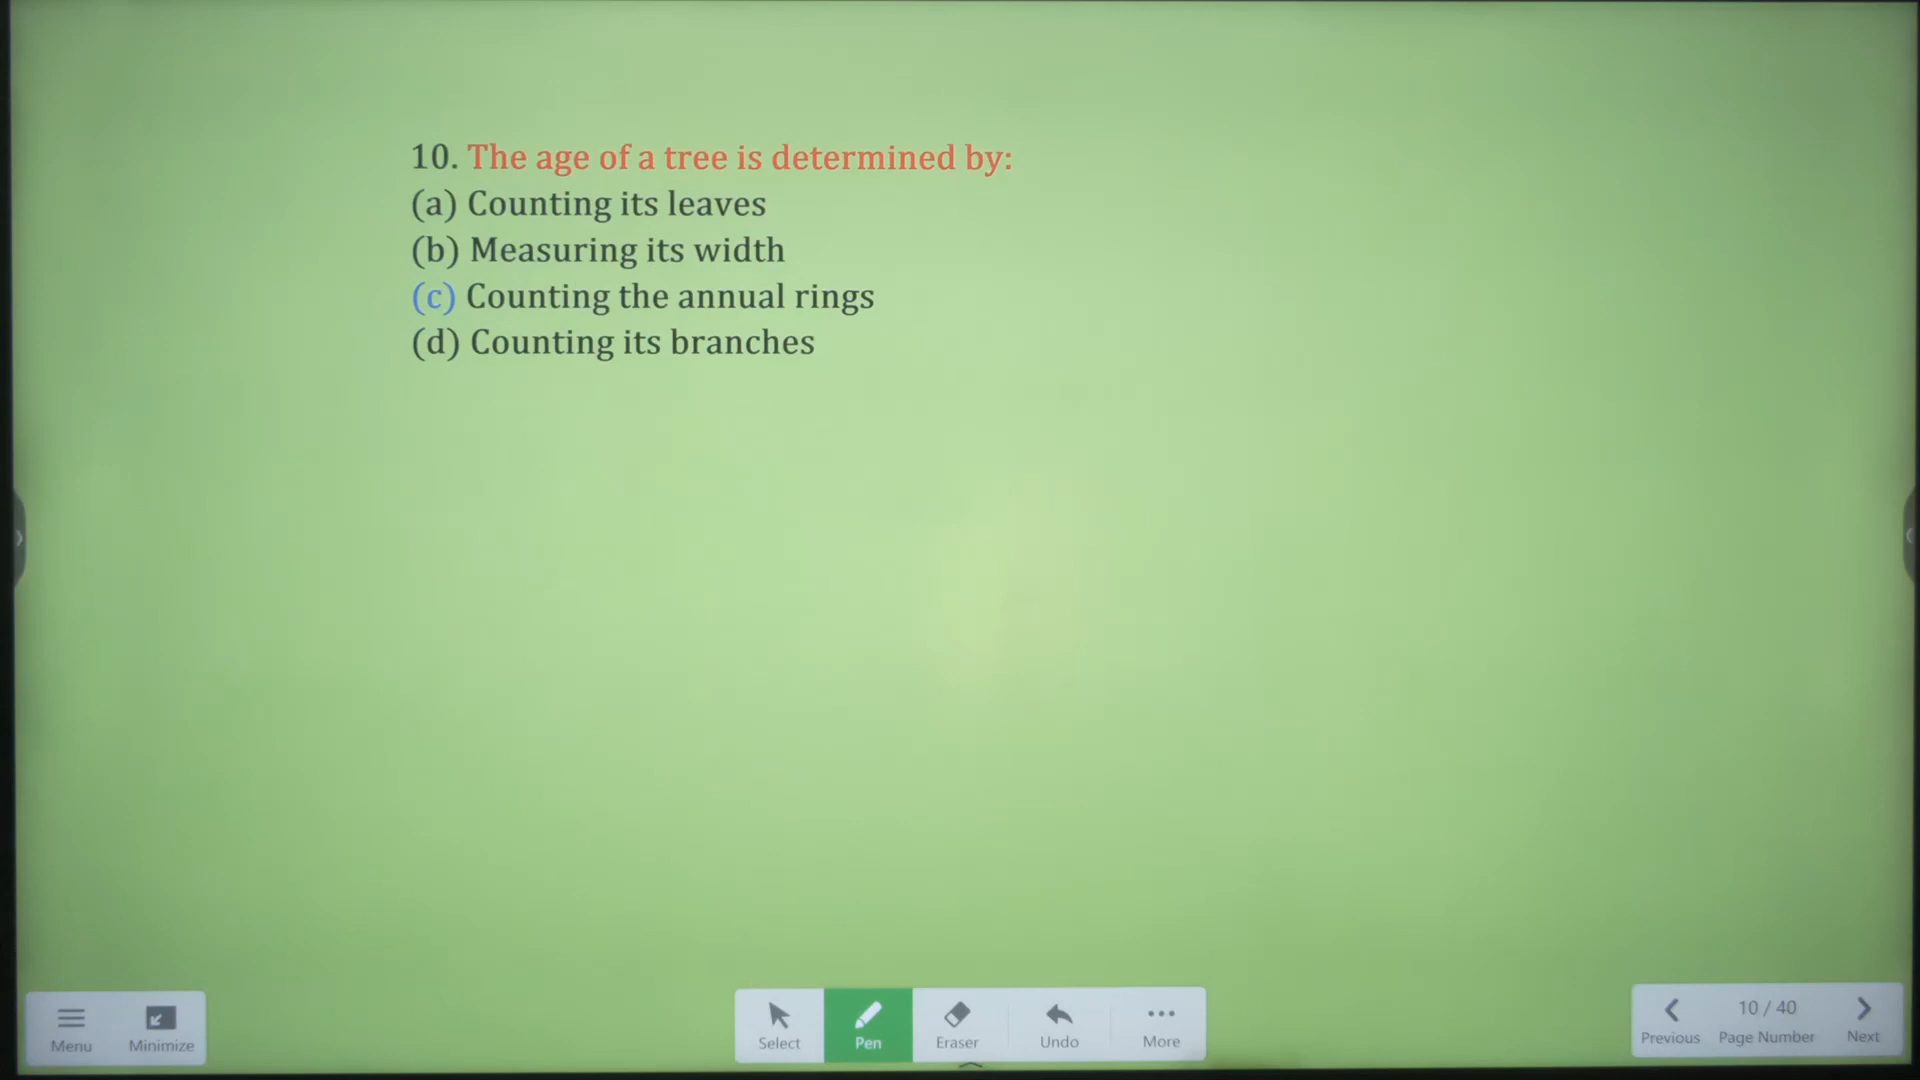 10. The age of a tree is determined by:
(a) Counting its leaves
(b) Measuring its width
(c) Counting the annual rings
(d) Counting its branches
Menu
Minimize
Select
Pen
Eraser
Undo
More
Previous
10 / 40
Page Number
Next